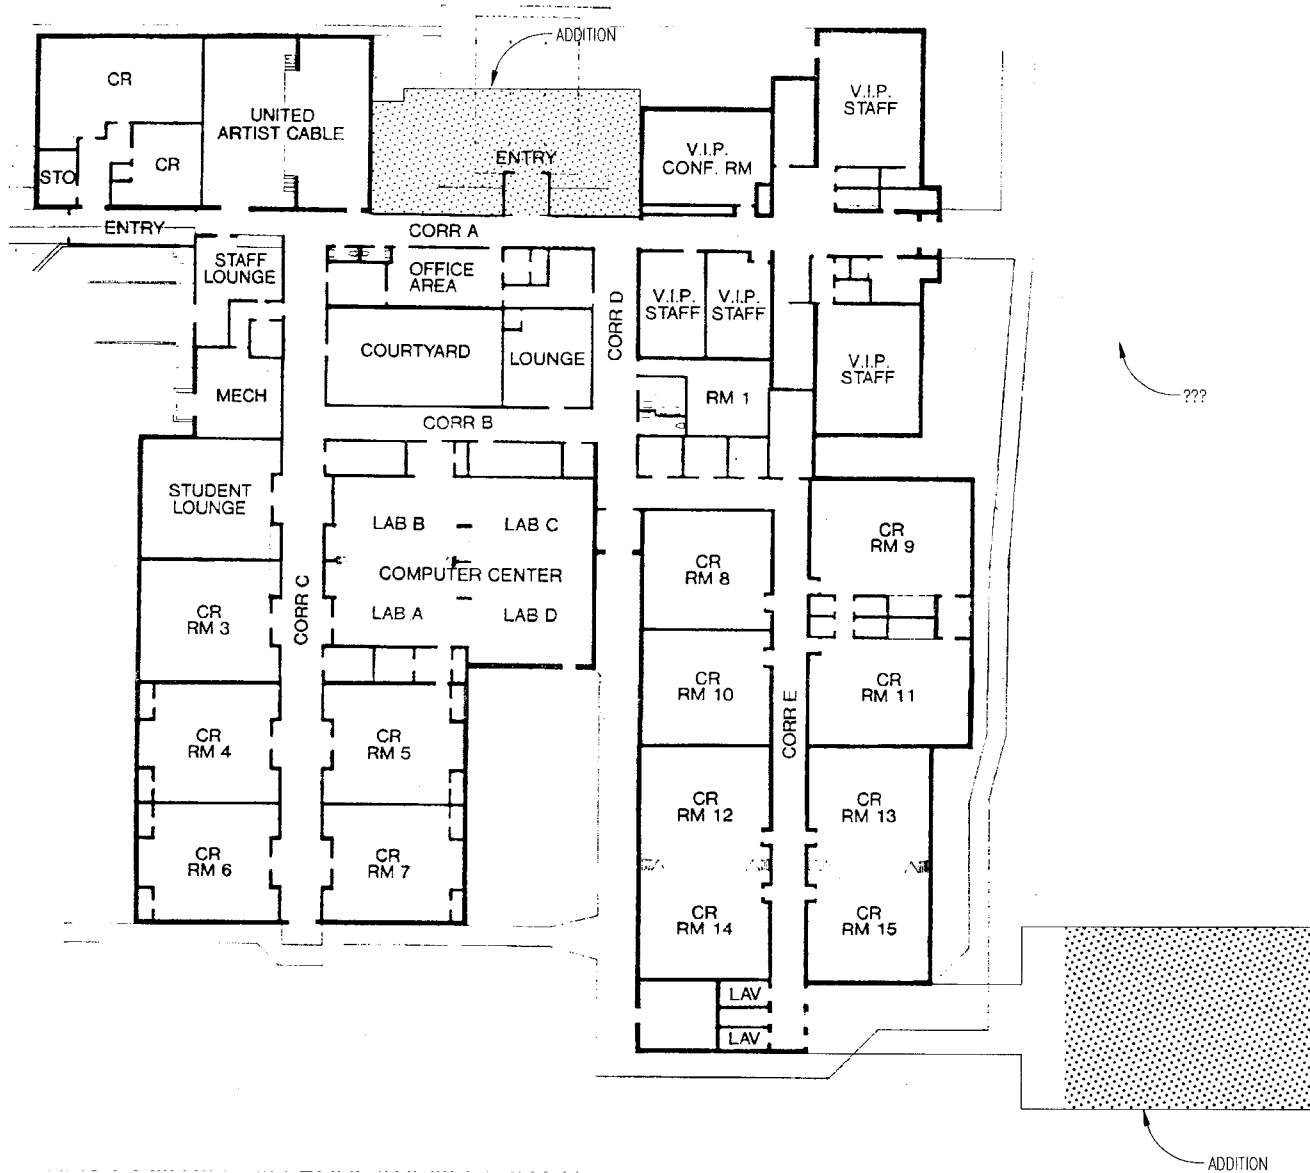 ADDITION
CR
UNITED
ARTIST CABLE
V.I.P.
STAFF
V.I.P.
CONF. RM
ENTRY
STO
CR
ENTRY
CORR A
STAFF
LOUNGE
OFFICE
AREA
CORR D
V.I.P.
STAFF
V.I.P.
STAFF
COURTYARD
LOUNGE
V.I.P.
STAFF
???
MECH
RM 1
CORR B
STUDENT
LOUNGE
LAB B
LAB C
CR
RM 9
CR
RM 8
COMPUTER CENTER
CORR C
CR
RM 3
LAB A
LAB D
CR
RM 10
CR
RM 11
CORR E
CR
RM 4
CR
RM 5
CR
RM 12
CR
RM 13
CR
RM 6
CR
RM 7
CR
RM 14
CR
RM 15
LAV
LAV
ADDITION